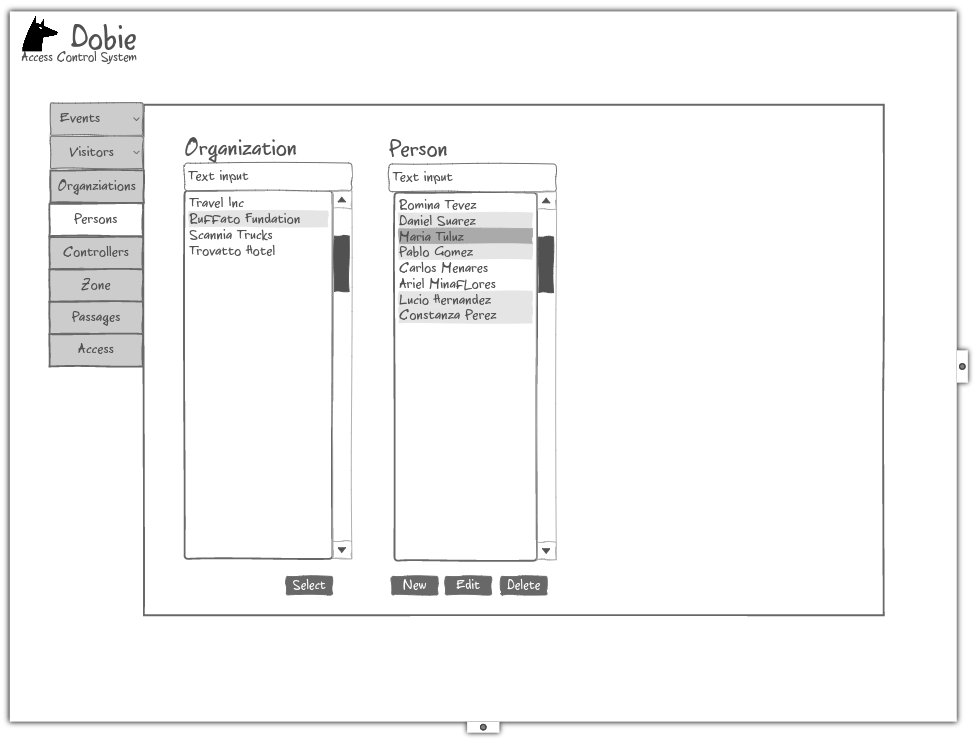 Dobie
Access Control System
Events
Visitors
Organziations
Persons
Controllers
Zone
Passages
Access
Organization
Text input
Travel Inc
Ruffato Fundation
Scannia Trucks
Trovatto Hotel
Select
Person
Text input
Romina Tevez
Daniel Suarez
Maria Tuluz
Pablo Gomez
Carlos Menares
Ariel Minaflores
Lucio Hernandez
Constanza Perez
New Edit Delete